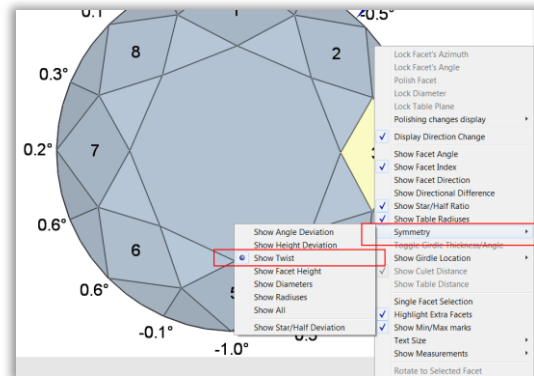 0.1
-0.5°
8
2
0.3°
0.2°
7
0.6°
6
0.6°
-0.1°
-1.0°
Lock Facet's Azimuth
Lock Facet's Angle
Polish Facet
Lock Diameter
Lock Table Plane
Polishing changes display
Display Direction Change
Show Facet Angle
Show Facet Index
Show Facet Direction
Show Directional Difference
Show Star/Half Ratio
Show Table Radiuses
Symmetry
Toggle Girdle Thickness/Angle
Show Girdle Location
Show Culet Distance
Show Table Distance
Single Facet Selection
Highlight Extra Facets
Show Min/Max marks
Text Size
Show Measurements
Rotate to Selected Facet
Show Angle Deviation
Show Height Deviation
Show Twist
Show Facet Height
Show Diameters
Show Radiuses
Show All
Show Star/Half Deviation